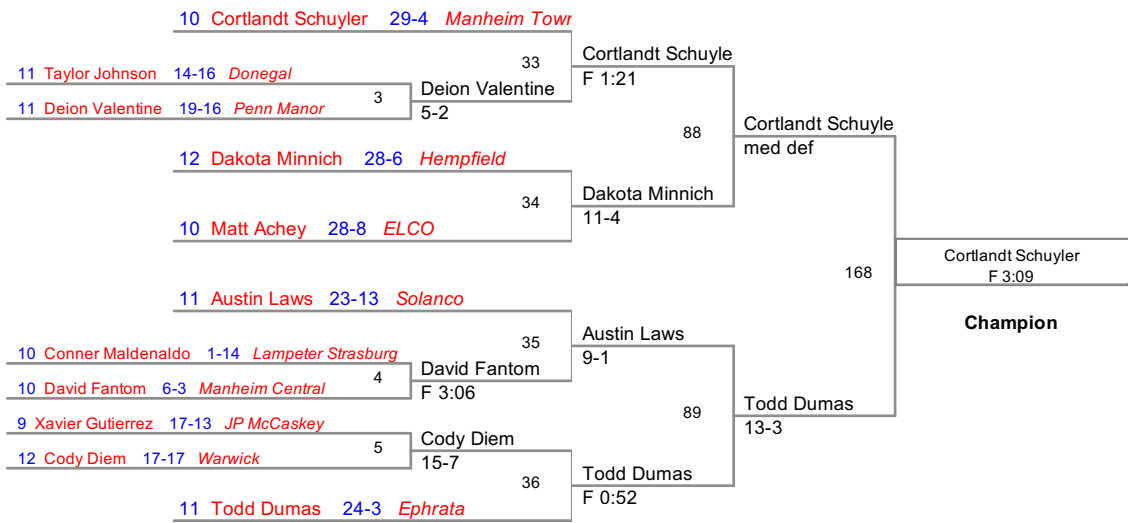 10 Cortlandt Schuyler 29-4 Manheim Town
33
Cortlandt Schuyle
F 1:21
11 Taylor Johnson 14-16 Donegal
3
Deion Valentine
5-2
11 Deion Valentine 19-16 Penn Manor
88
Cortlandt Schuyle
med def
12 Dakota Minnich 28-6 Hempfield
34
Dakota Minnich
11-4
10 Matt Achey 28-8 ELCO
168
Cortlandt Schuyler
F 3:09
Champion
11 Austin Laws 23-13 Solanco
35
Austin Laws
9-1
10 Conner Maldenaldo 1-14 Lampeter Strasburg
4
David Fantom
F 3:06
10 David Fantom 6-3 Manheim Central
89
Todd Dumas
13-3
9 Xavier Gutierrez 17-13 JP McCaskey
5
Cody Diem
15-7
12 Cody Diem 17-17 Warwick
36
Todd Dumas
F 0:52
11 Todd Dumas 24-3 Ephrata